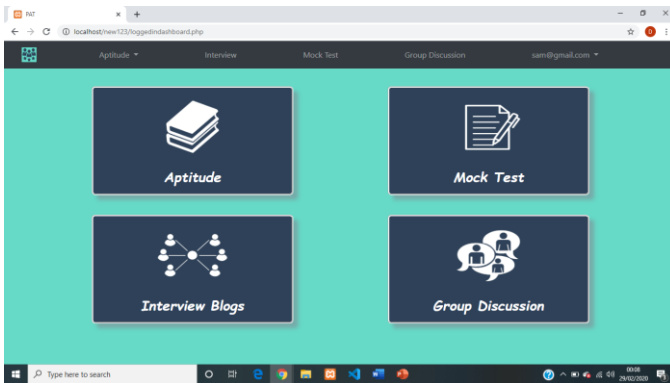 PAT
localhost/new123/loggedindashboard.php
Aptitude Interview Mock Test Group Discussion sam@gmail.com
Aptitude Mock Test
Interview Blogs Group Discussion
Type here to search
00:00
29/02/2020